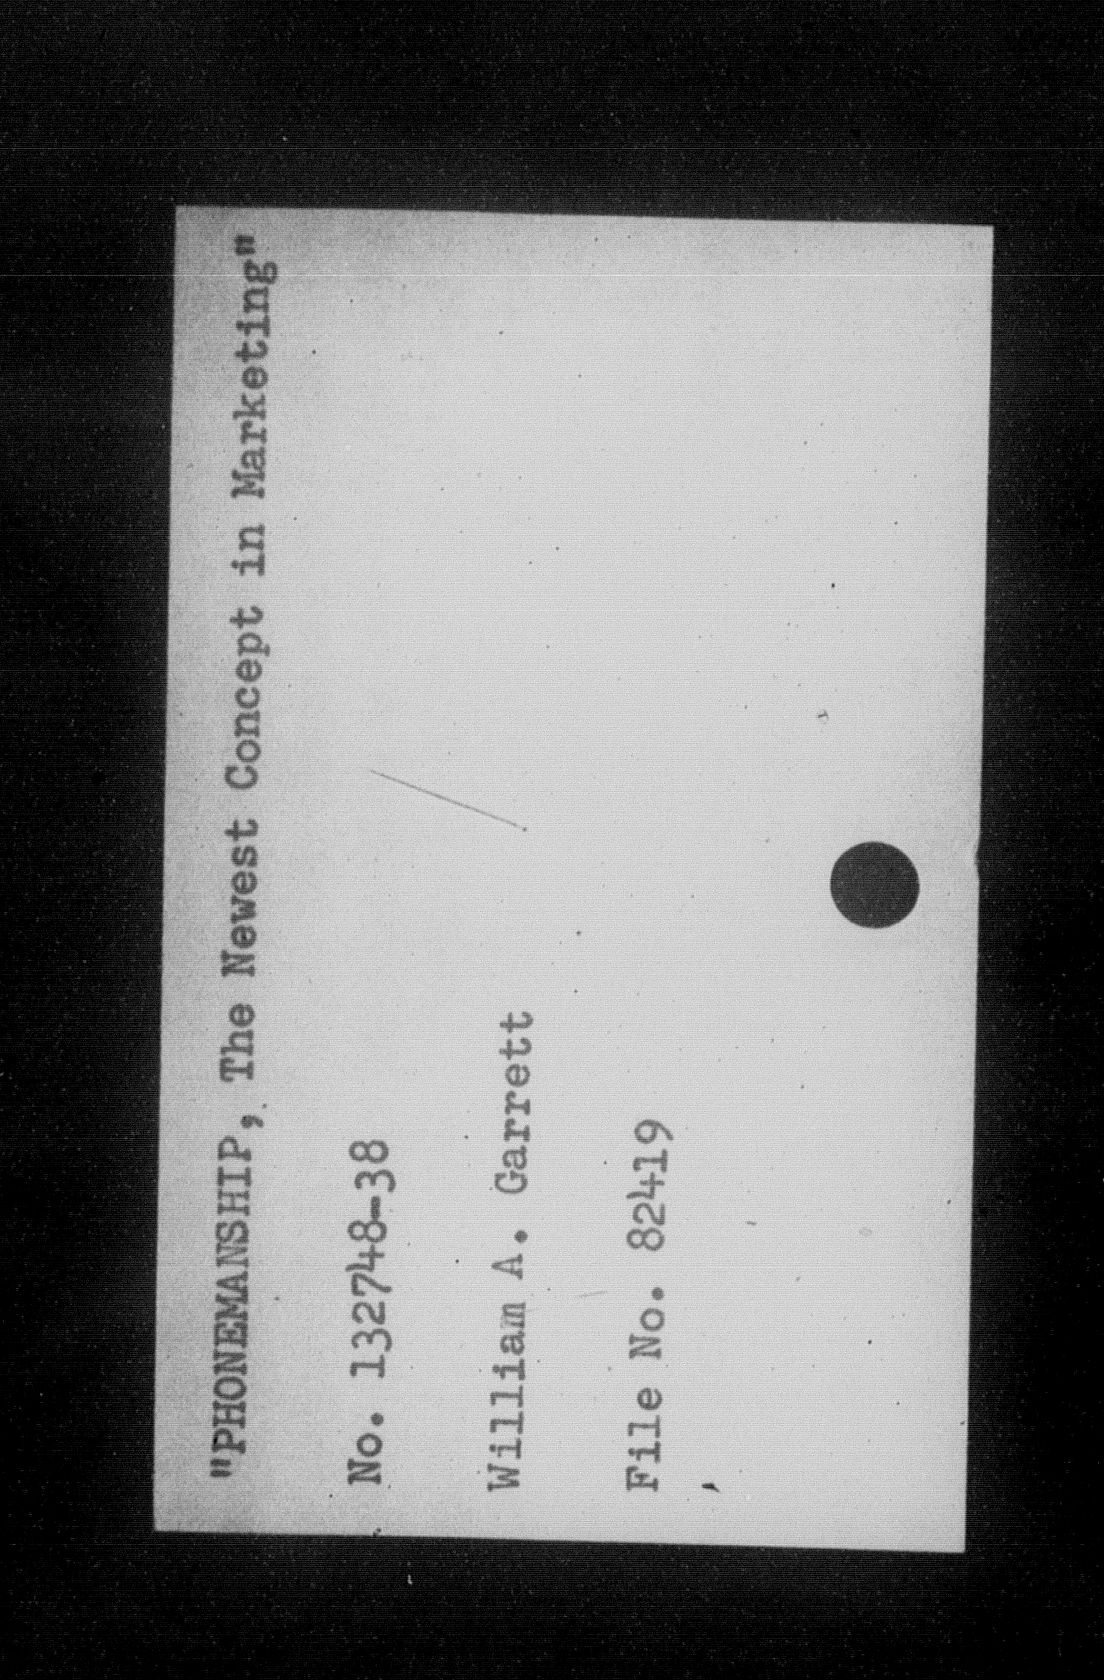 "PHONEMANSHIP, The Newest Concept in Marketing"
No. 132748-38
William A. Garrett
File No. 82419